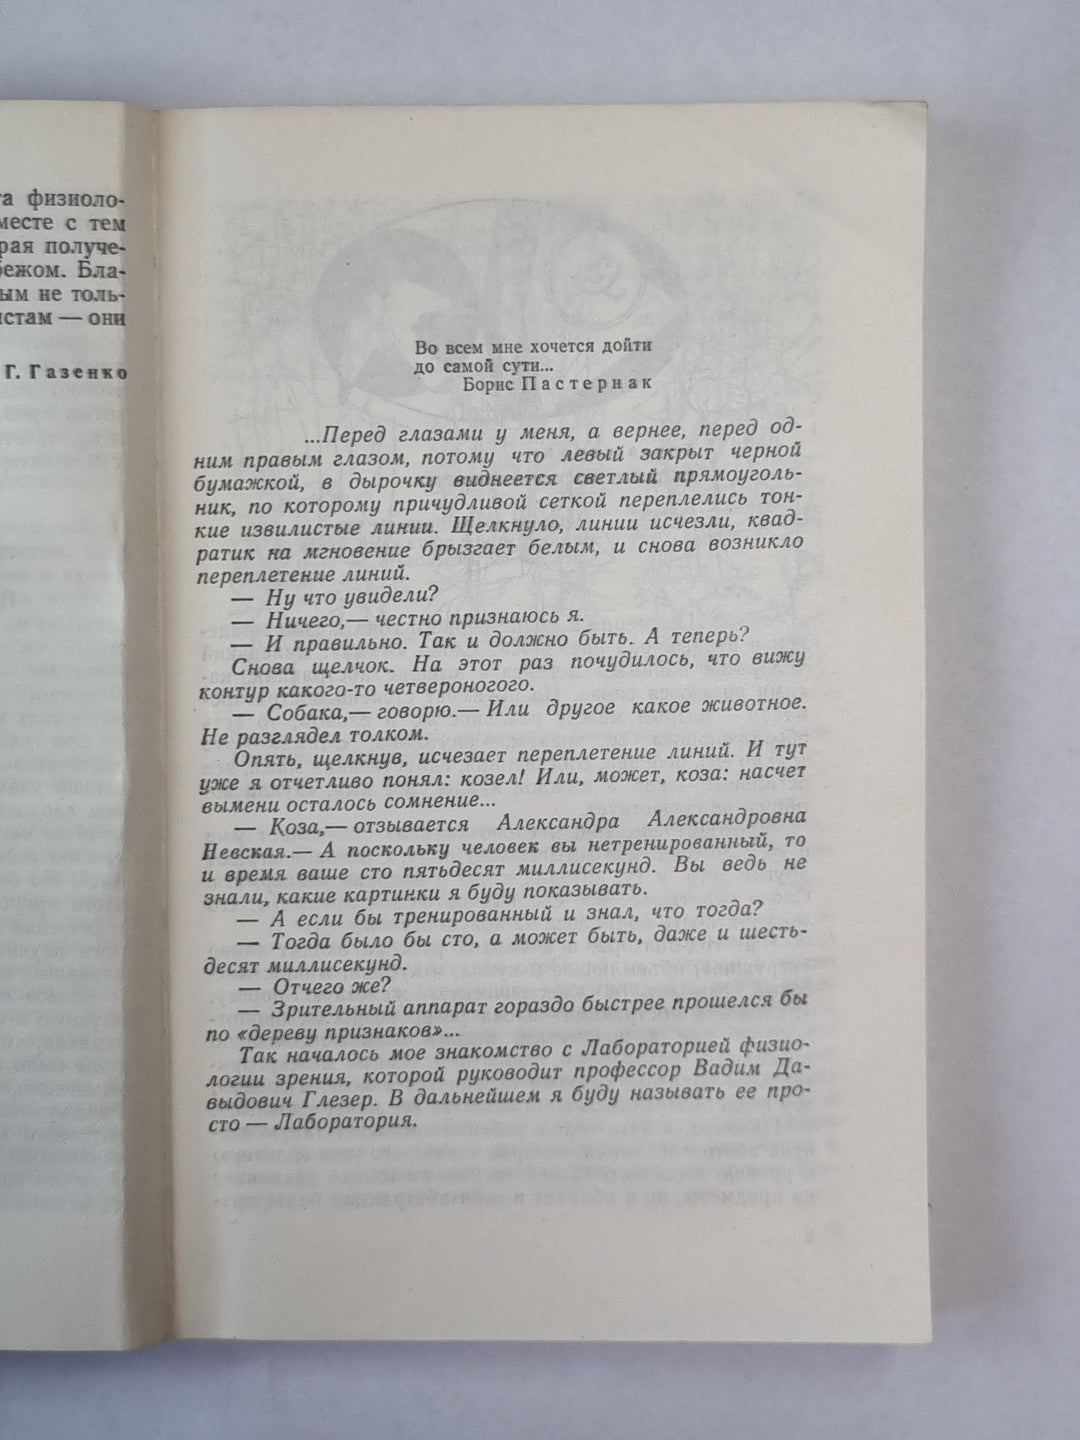 физиоло-
месте с тем
получе-
бежом. Бла-
не толь-
— они
Г. Газенко
Во всем мне хочется дойти
до самой сути...
Борис Пастернак
...Перед глазами у меня, а вернее, перед од-
ним правым глазом, потому что левый закрыт черной
бумажкой, в дырочку виднеется светлый прямоуголь-
ник, по которому причудливой сеткой переплелись тон-
кие извилистые линии. Щелкнуло, линии исчезли, квад-
ратик на мгновение брызгает белым, и снова возникло
переплетение линий.
— Ну что увидели?
— Ничего,— честно признаюсь я.
— И правильно. Так и должно быть. А теперь?
Снова щелчок. На этот раз почудилось, что вижу
контур какого-то четвероногого.
— Собака,— говорю.— Или другое какое животное.
Не разглядел толком.
Опять, щелкнув, исчезает переплетение линий. И тут
уже я отчетливо понял: козел! Или, может, коза: насчет
вымени осталось сомнение...
— Коза,— отзывается Александра Александровна
Невская.— А поскольку человек вы нетренированный, то
и время ваше сто пятьдесят миллисекунд. Вы ведь не
знали, какие картинки я буду показывать.
— А если бы тренированный и знал, что тогда?
— Тогда было бы сто, а может быть, даже и шесть-
десят миллисекунд.
— Отчего же?
— Зрительный аппарат гораздо быстрее прошелся бы
по «дереву признаков»...
Так началось мое знакомство с Лабораторией физио-
логии зрения, которой руководит профессор Вадим Да-
выдович Глезер. В дальнейшем я буду называть ее про-
сто — Лаборатория.